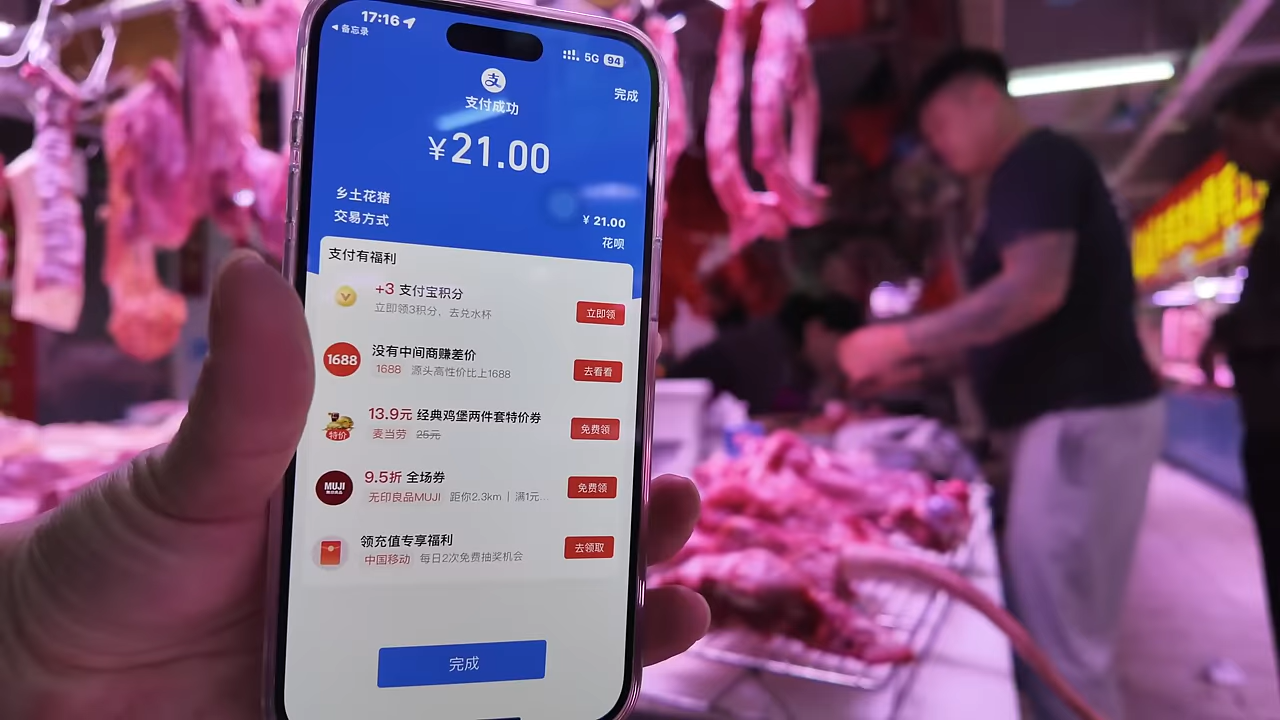 17:16
备忘录
5G 94
支
支付成功
完成
¥21.00
乡土花猪
¥ 21.00
交易方式
花呗
支付有福利
+3 支付宝积分
立即领3积分、去兑水杯
立即领
1688
没有中间商赚差价
1688 源头高性价比上1688
去看看
特价
13.9元 经典鸡堡两件套特价券
麦当劳 25元
免费领
MUJI
無印良品
9.5折 全场券
无印良品MUJI 距你2.3km | 满1元...
免费领
领充值专享福利
中国移动 每日2次免费抽奖机会
去领取
完成